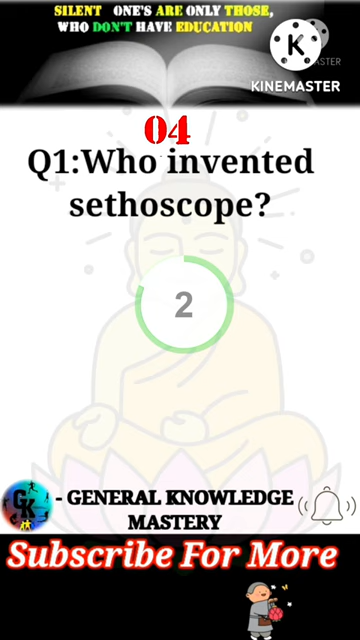 SILENT ONE'S ARE ONLY THOSE,
WHO DON'T HAVE EDUCATION
K
KINEMASTER
04
Q1:Who invented
sethoscope?
2
GK
- GENERAL KNOWLEDGE
MASTERY
Subscribe For More